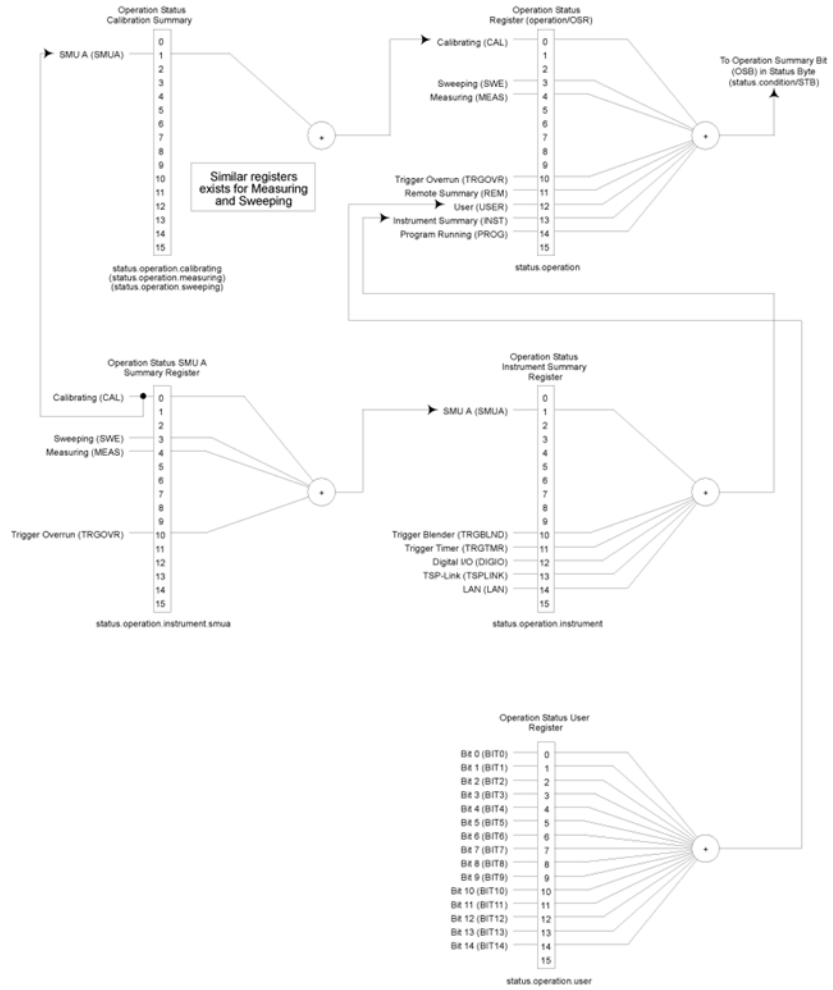 Operation Status
Calibration Summary
SMU A (SMUA)
0
1
2
3
4
5
6
7
8
9
10
11
12
13
14
15
status.operation.calibrating
(status.operation.measuring)
(status.operation.sweeping)
+
Similar registers
exists for Measuring
and Sweeping
Operation Status
Register (operation/OSR)
Calibrating (CAL)
Sweeping (SWE)
Measuring (MEAS)
Trigger Overrun (TRGOVR)
Remote Summary (REM)
User (USER)
Instrument Summary (INST)
Program Running (PROG)
0
1
2
3
4
5
6
7
8
9
10
11
12
13
14
15
status.operation
+
To Operation Summary Bit
(OSB) in Status Byte
(status.condition/STB)
Operation Status SMU A
Summary Register
Calibrating (CAL)
Sweeping (SWE)
Measuring (MEAS)
Trigger Overrun (TRGOVR)
0
1
2
3
4
5
6
7
8
9
10
11
12
13
14
15
status.operation.instrument.smua
+
Operation Status
Instrument Summary
Register
SMU A (SMUA)
Trigger Blender (TRGBLND)
Trigger Timer (TRGTMR)
Digital I/O (DIGIO)
TSP-Link (TSPLINK)
LAN (LAN)
0
1
2
3
4
5
6
7
8
9
10
11
12
13
14
15
status.operation.instrument
+
Operation Status User
Register
Bit 0 (BIT0)
Bit 1 (BIT1)
Bit 2 (BIT2)
Bit 3 (BIT3)
Bit 4 (BIT4)
Bit 5 (BIT5)
Bit 6 (BIT6)
Bit 7 (BIT7)
Bit 8 (BIT8)
Bit 9 (BIT9)
Bit 10 (BIT10)
Bit 11 (BIT11)
Bit 12 (BIT12)
Bit 13 (BIT13)
Bit 14 (BIT14)
0
1
2
3
4
5
6
7
8
9
10
11
12
13
14
15
status.operation.user
+